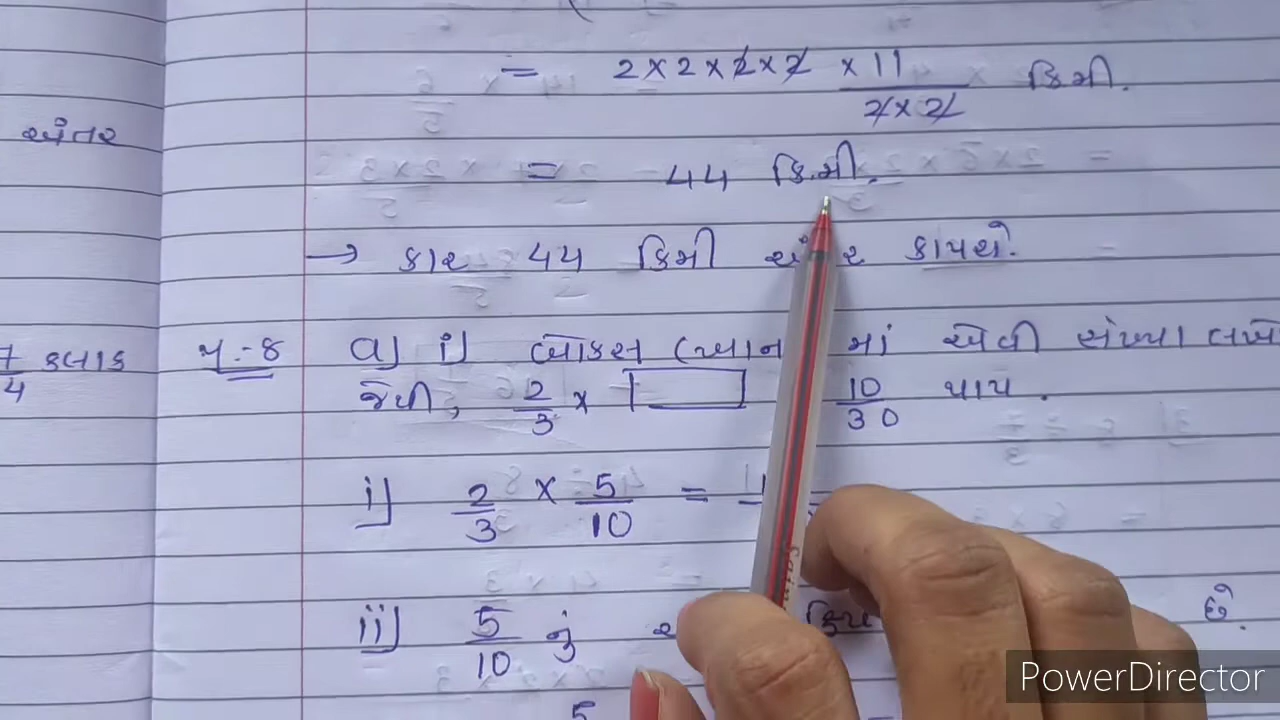 = 2 × 2 × 2 × 2 × 11 / 2 × 2 કિમી.
અંતર
= 44 કિ.મી.
→ કાર 44 કિમી કાપશે.
7/4 કલાક
પ્ર.-8 a) i) બોક્સ માં એવી સંખ્યા લખો
જેથી, 2/3 × 10/30 થાય.
i) 2/3 × 5/10 =
ii) 5/10 નું છે.
5
PowerDirector